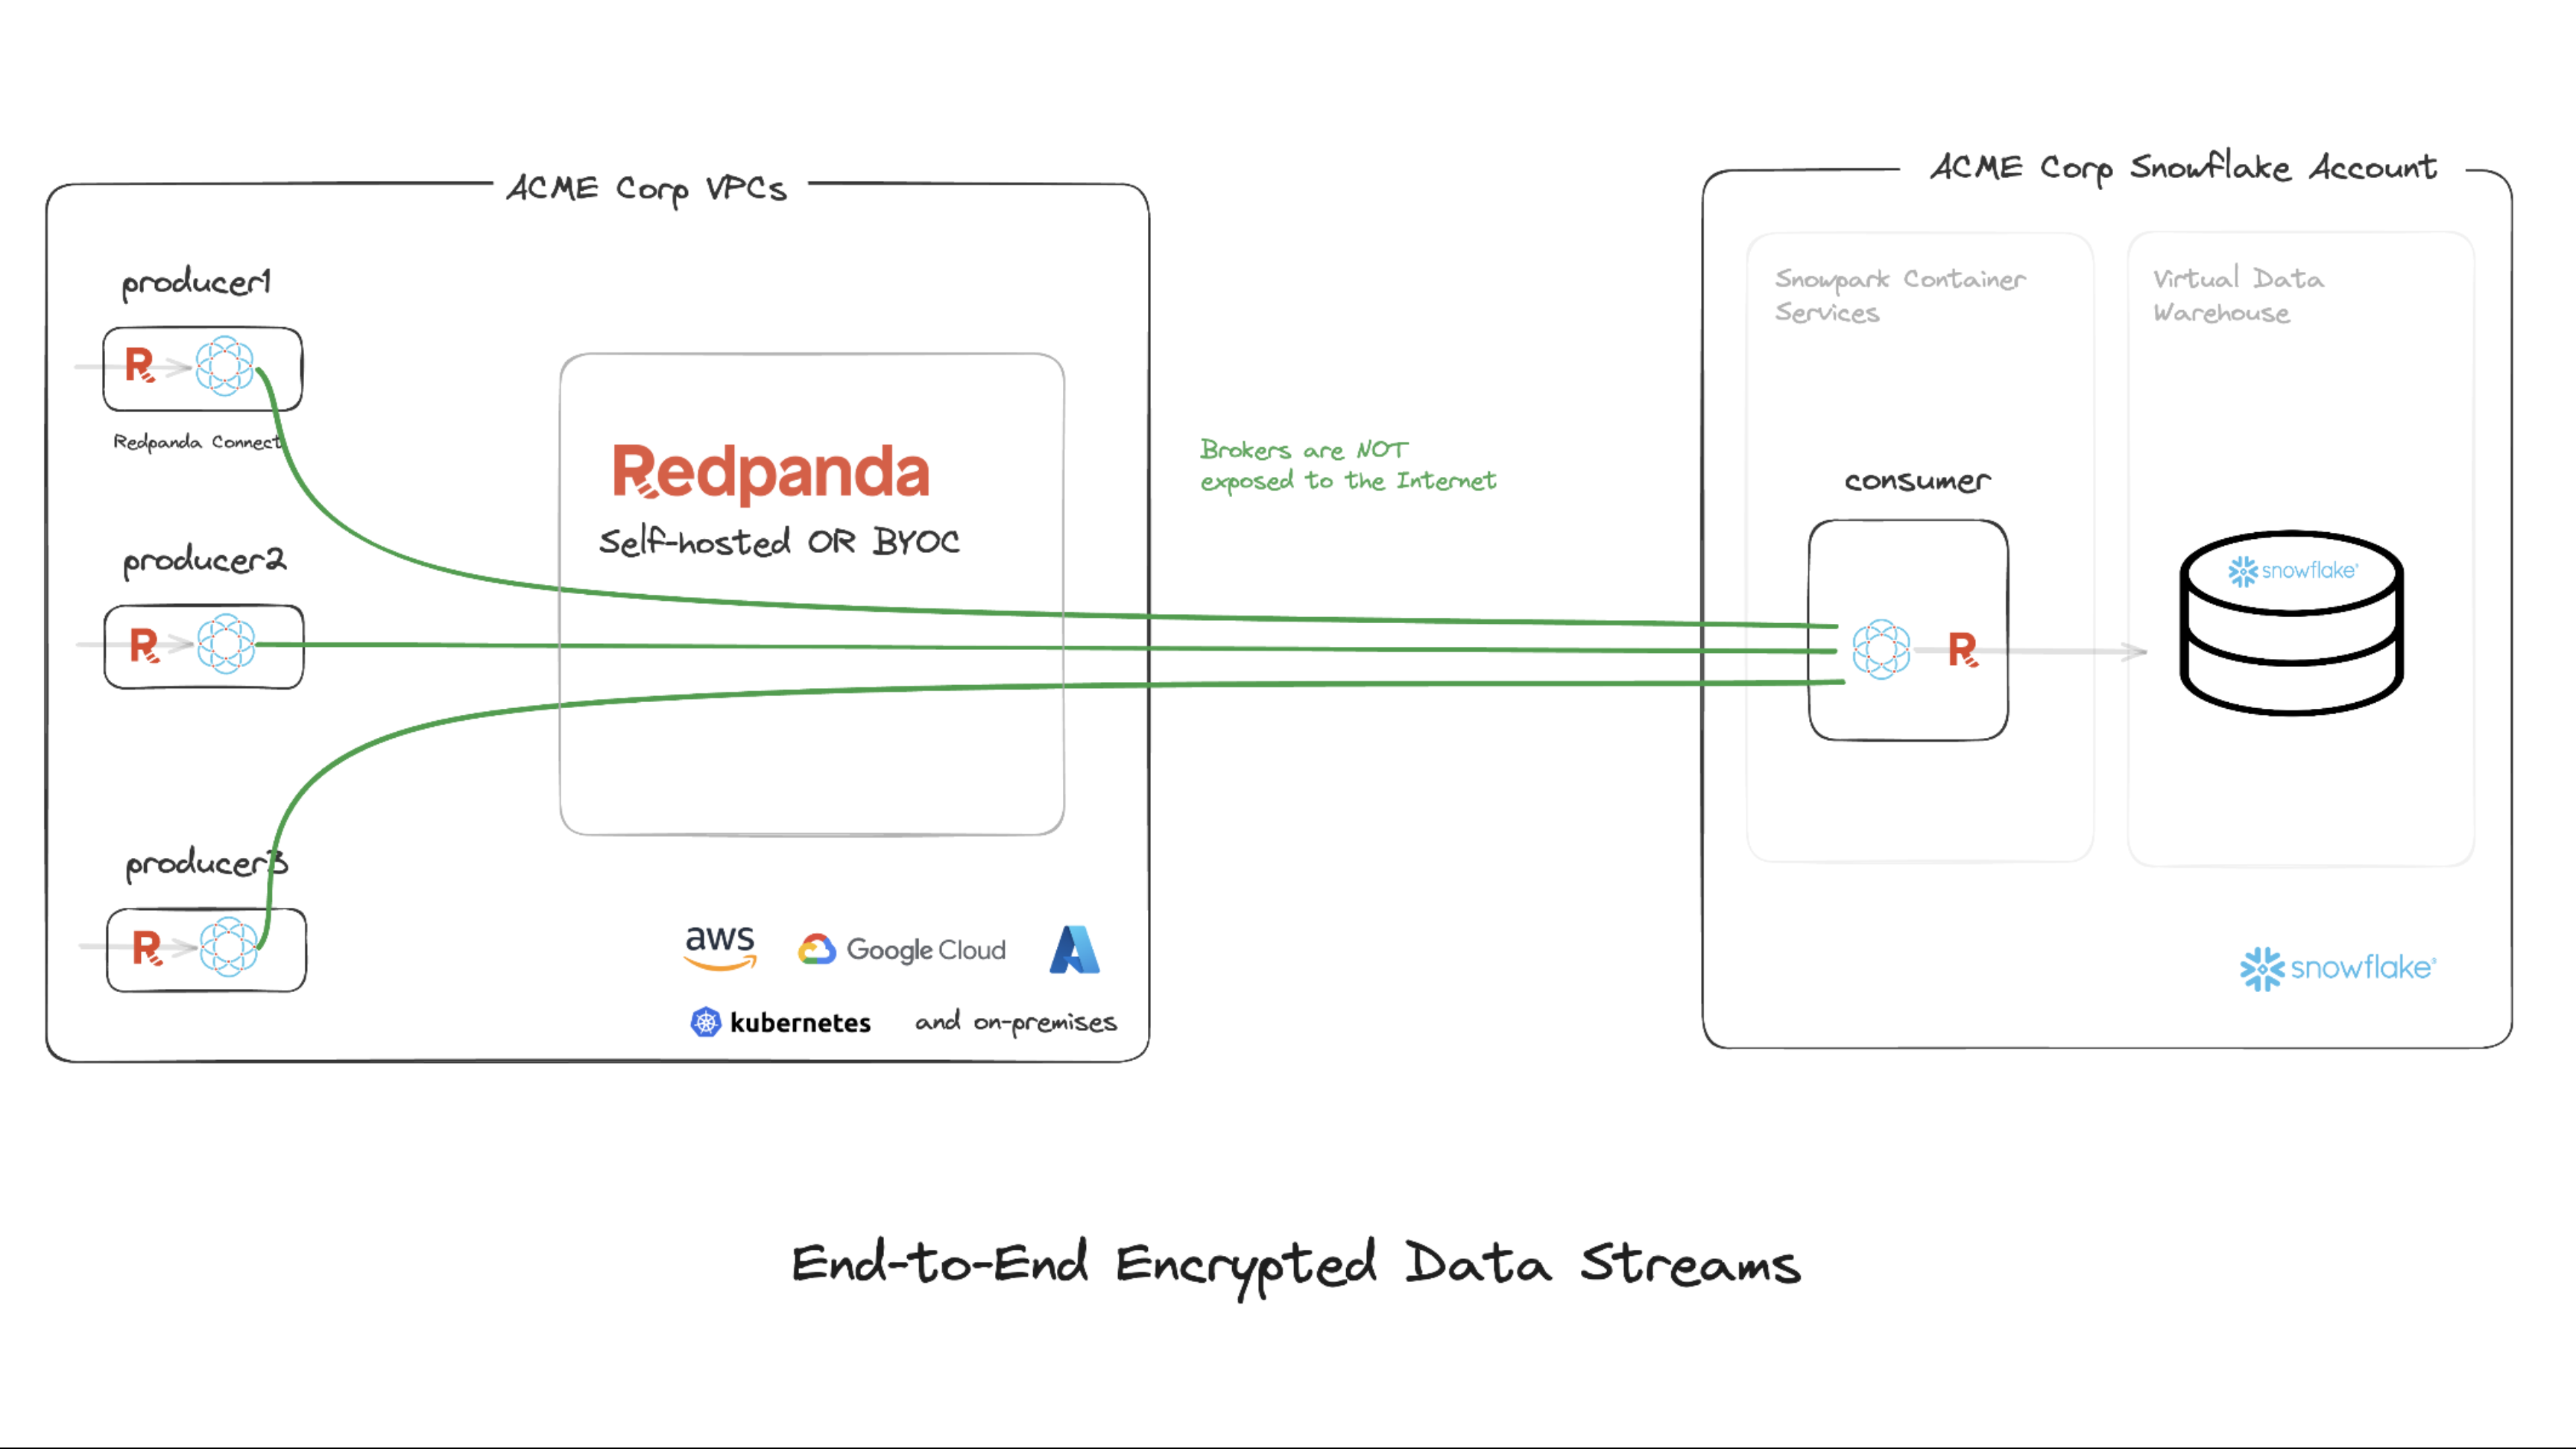 ACME Corp VPCs
producer1
Redpanda Connect
producer2
producer3
Redpanda
Self-hosted OR BYOC
aws
Google Cloud
kubernetes
and on-premises
Brokers are NOT
exposed to the Internet
ACME Corp Snowflake Account
Snowpark Container
Services
consumer
Virtual Data
Warehouse
snowflake
snowflake
End-to-End Encrypted Data Streams